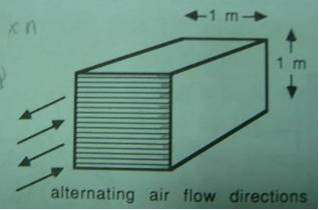 1 m
x n
1 m
alternating air flow directions